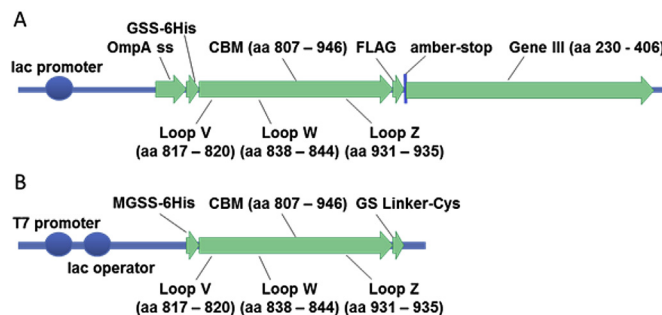 A
GSS-6His
OmpA ss CBM (aa 807 – 946) FLAG amber-stop Gene III (aa 230 - 406)
lac promoter
Loop V Loop W Loop Z
(aa 817 – 820) (aa 838 – 844) (aa 931 – 935)
B
MGSS-6His CBM (aa 807 – 946) GS Linker-Cys
T7 promoter
lac operator
Loop V Loop W Loop Z
(aa 817 – 820) (aa 838 – 844) (aa 931 – 935)